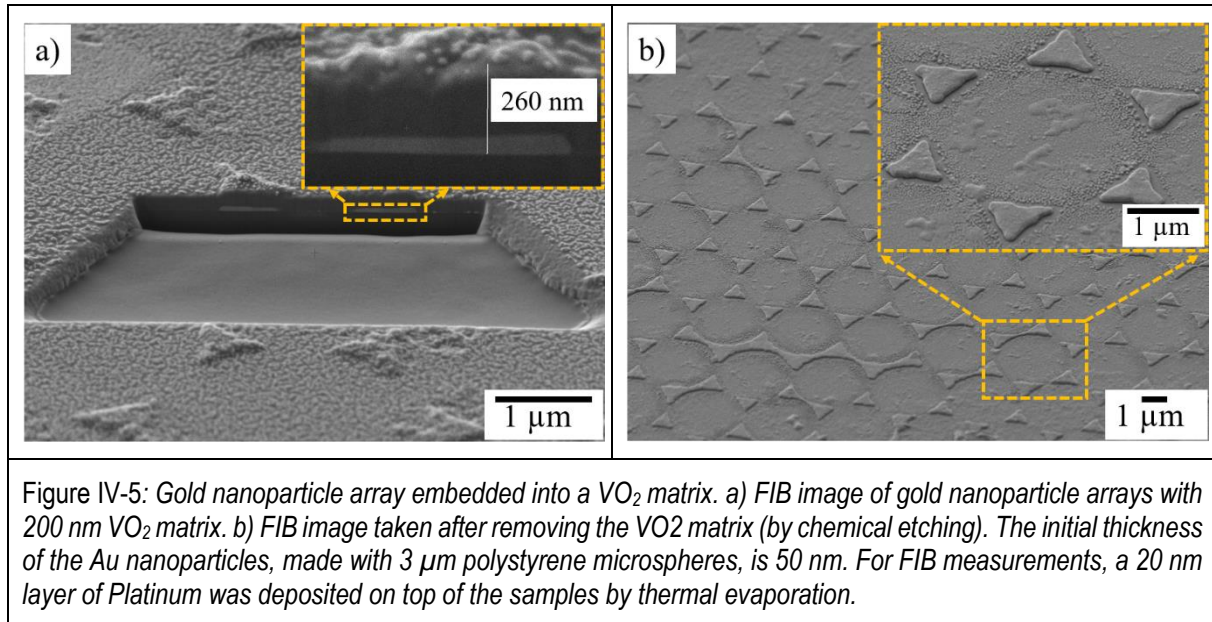 a)
260 nm
1 µm
b)
1 µm
1 µm
Figure IV-5: Gold nanoparticle array embedded into a VO₂ matrix. a) FIB image of gold nanoparticle arrays with
200 nm VO₂ matrix. b) FIB image taken after removing the VO2 matrix (by chemical etching). The initial thickness
of the Au nanoparticles, made with 3 µm polystyrene microspheres, is 50 nm. For FIB measurements, a 20 nm
layer of Platinum was deposited on top of the samples by thermal evaporation.